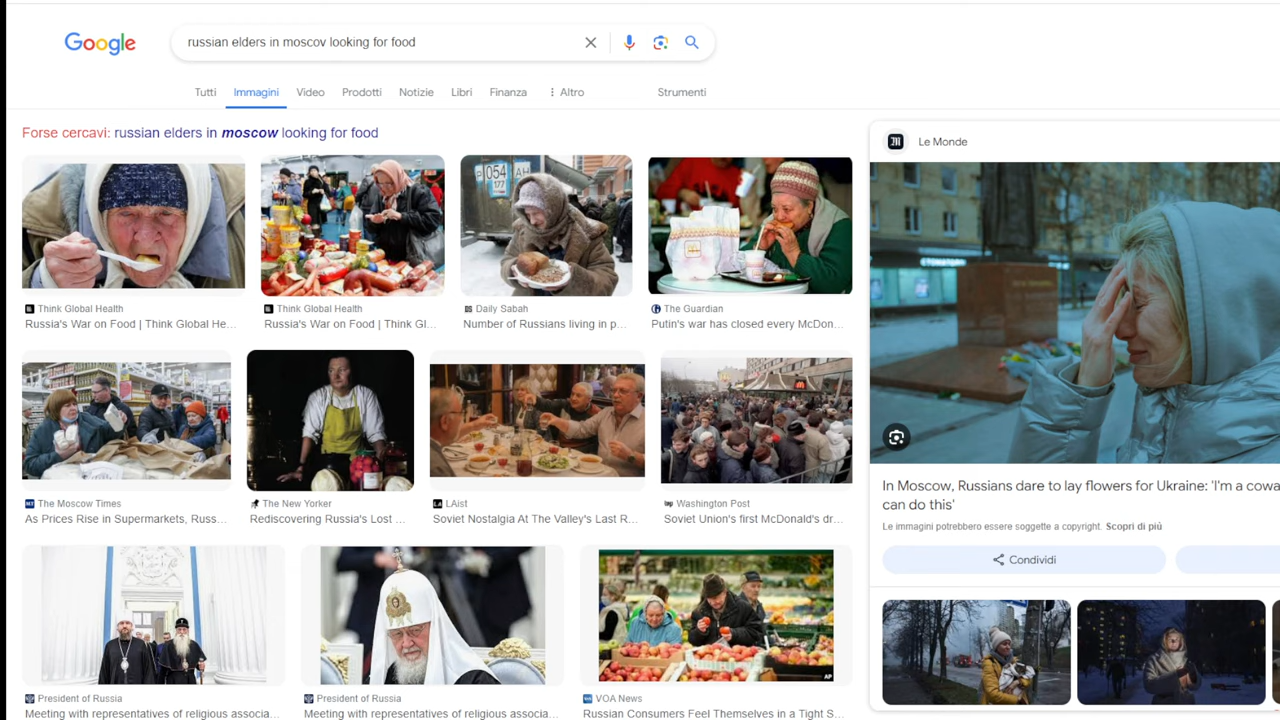 Google
russian elders in moscov looking for food
Tutti
Immagini
Video
Prodotti
Notizie
Libri
Finanza
Altro
Strumenti
Forse cercavi: russian elders in moscow looking for food
054
177
АН
Think Global Health
Russia's War on Food | Think Global He...
Think Global Health
Russia's War on Food | Think Gl...
Daily Sabah
Number of Russians living in p...
The Guardian
Putin's war has closed every McDon...
The Moscow Times
As Prices Rise in Supermarkets, Russ...
The New Yorker
Rediscovering Russia's Lost ...
LAist
Soviet Nostalgia At The Valley's Last R...
Washington Post
Soviet Union's first McDonald's dr...
President of Russia
Meeting with representatives of religious associa...
President of Russia
Meeting with representatives of religious associa...
AP
VOA News
Russian Consumers Feel Themselves in a Tight S...
Le Monde
In Moscow, Russians dare to lay flowers for Ukraine: 'I'm a cowa
can do this'
Le immagini potrebbero essere soggette a copyright. Scopri di più
Condividi